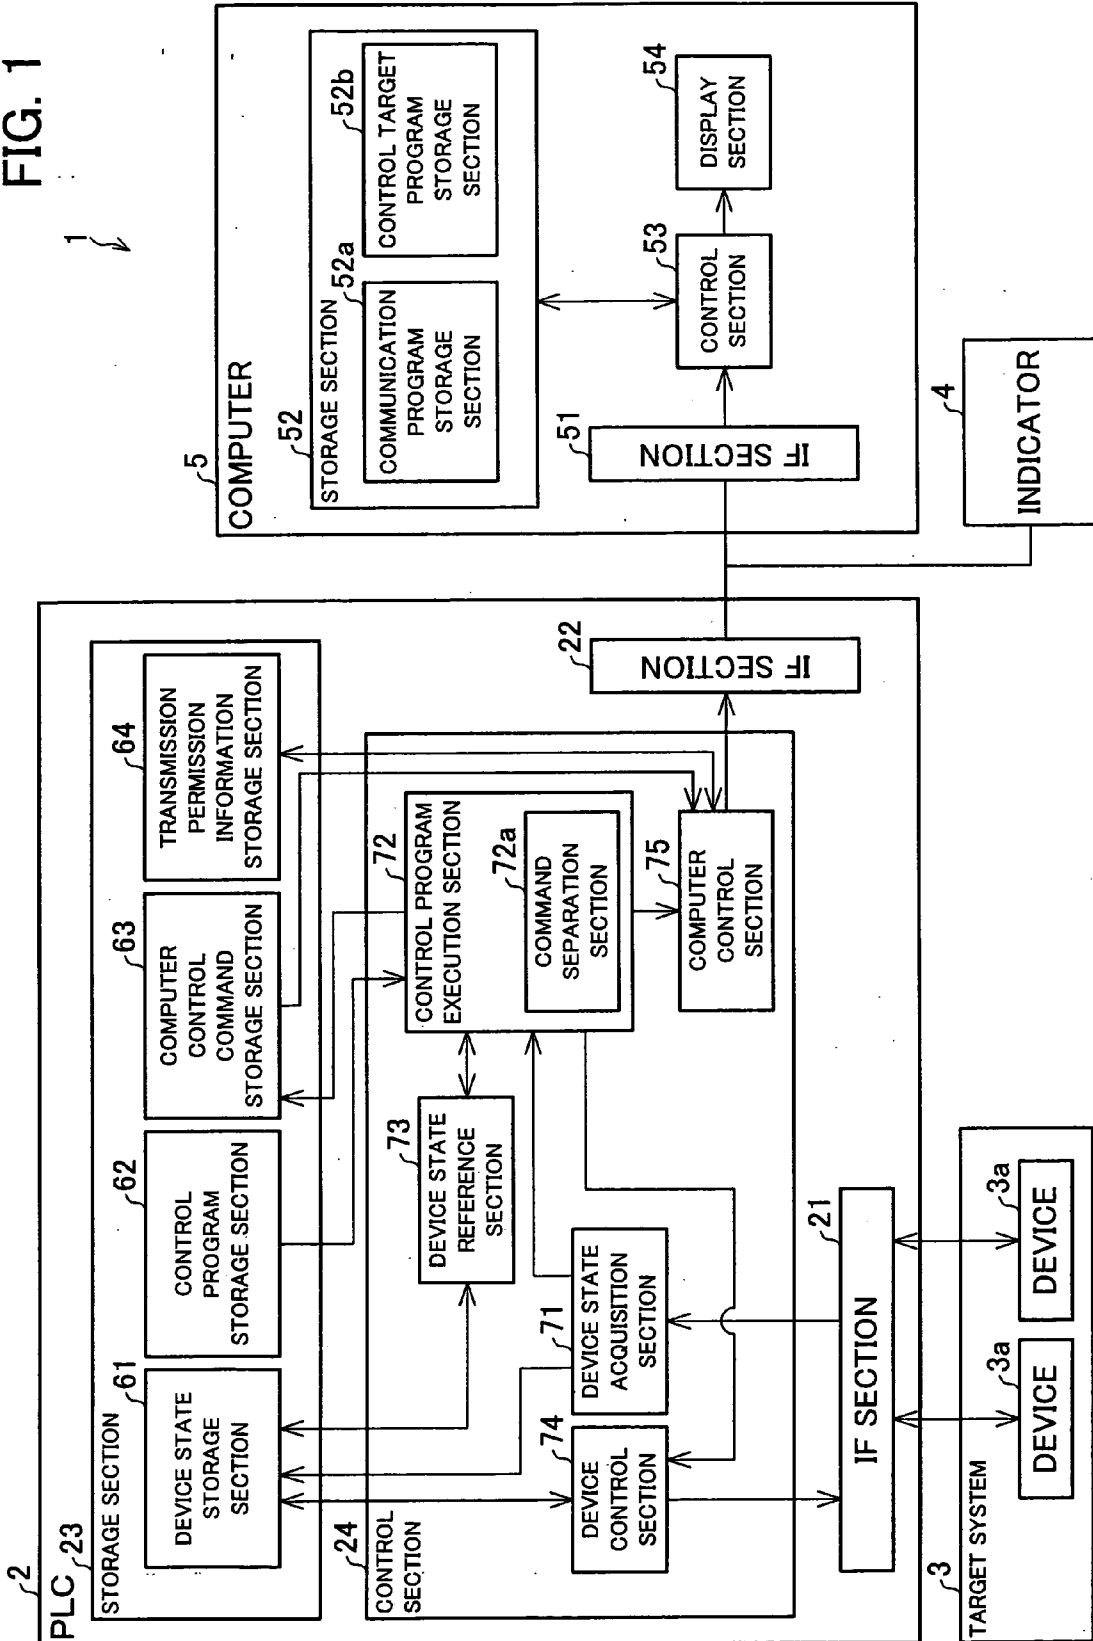 FIG. 1
1
2
PLC
23
STORAGE SECTION
61
DEVICE STATE
STORAGE
SECTION
62
CONTROL
PROGRAM
STORAGE SECTION
63
COMPUTER
CONTROL
COMMAND
STORAGE SECTION
64
TRANSMISSION
PERMISSION
INFORMATION
STORAGE SECTION
24
CONTROL
SECTION
74
DEVICE
CONTROL
SECTION
71
DEVICE STATE
ACQUISITION
SECTION
73
DEVICE STATE
REFERENCE
SECTION
72
CONTROL PROGRAM
EXECUTION SECTION
72a
COMMAND
SEPARATION
SECTION
75
COMPUTER
CONTROL
SECTION
21
IF SECTION
22
IF SECTION
3
TARGET SYSTEM
3a
DEVICE
3a
DEVICE
5
COMPUTER
52
STORAGE SECTION
52a
COMMUNICATION
PROGRAM
STORAGE
SECTION
52b
CONTROL TARGET
PROGRAM
STORAGE
SECTION
51
IF SECTION
53
CONTROL
SECTION
54
DISPLAY
SECTION
4
INDICATOR